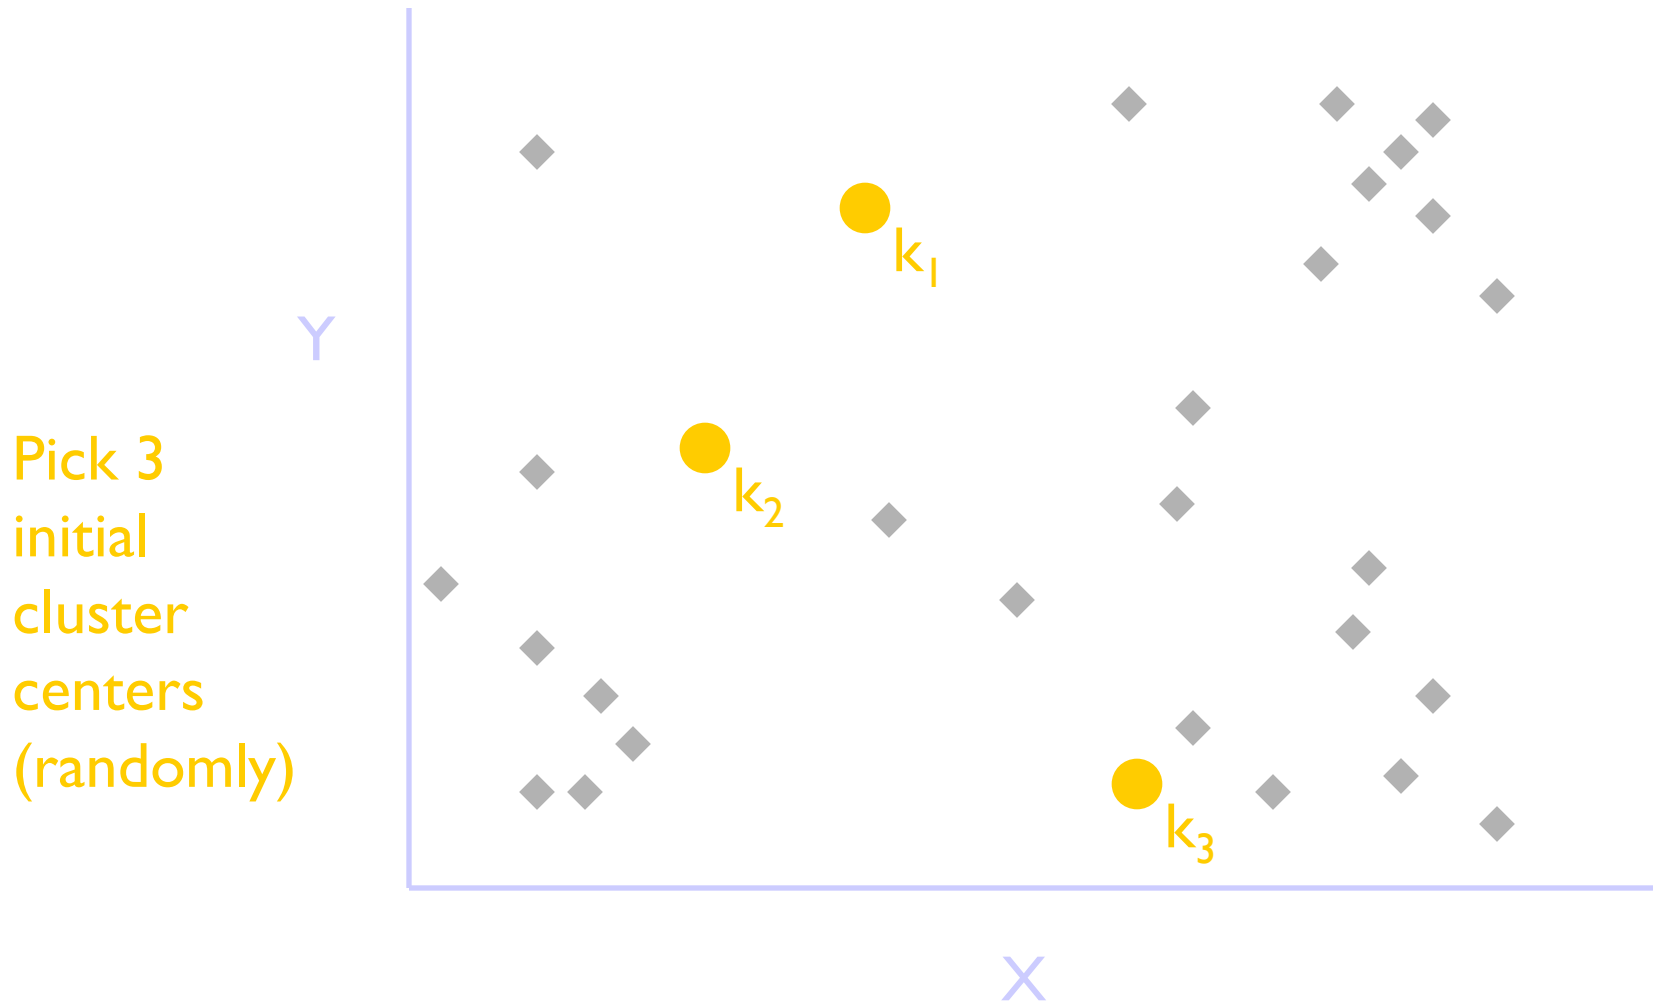 k₁
Y
Pick 3
initial
cluster
centers
(randomly)
k₂
k₃
X